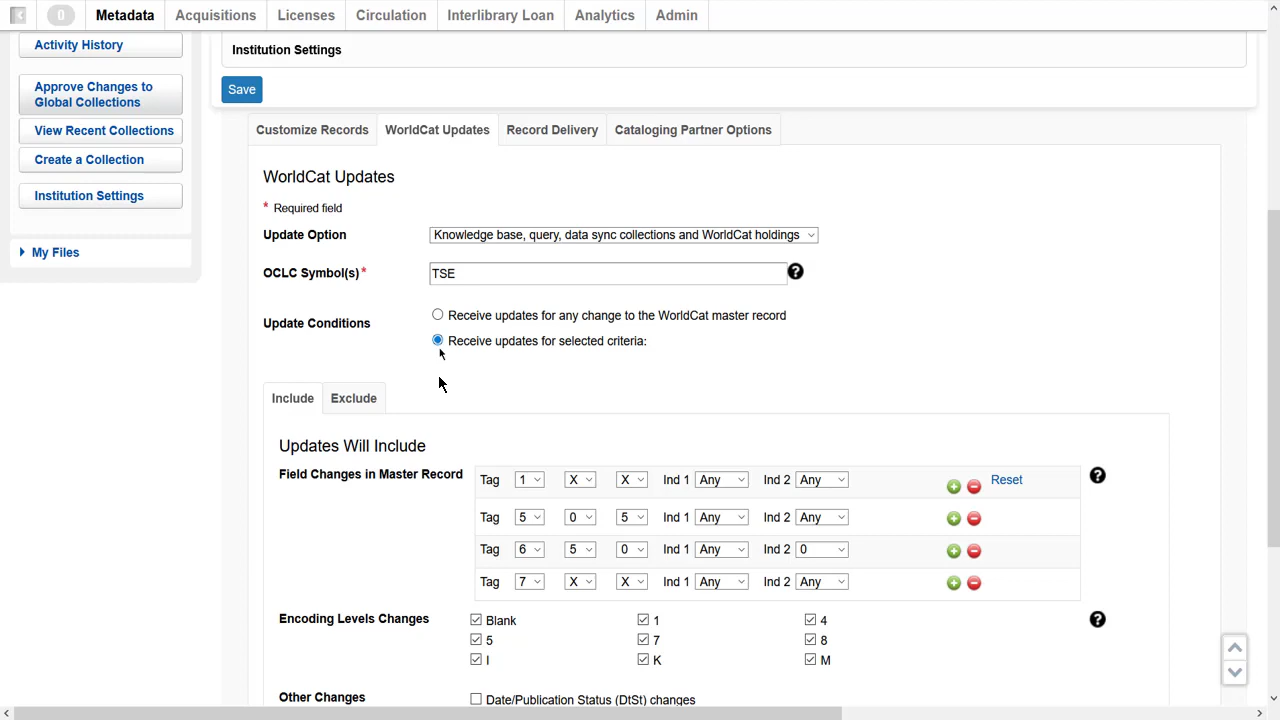 0 Metadata Acquisitions Licenses Circulation Interlibrary Loan Analytics Admin
Activity History
Approve Changes to
Global Collections
View Recent Collections
Create a Collection
Institution Settings
My Files
Institution Settings
Save
Customize Records WorldCat Updates Record Delivery Cataloging Partner Options
WorldCat Updates
* Required field
Update Option Knowledge base, query, data sync collections and WorldCat holdings
OCLC Symbol(s)* TSE ?
Update Conditions
Receive updates for any change to the WorldCat master record
Receive updates for selected criteria:
Include Exclude
Updates Will Include
Field Changes in Master Record Tag 1 X X Ind 1 Any Ind 2 Any Reset ?
Tag 5 0 5 Ind 1 Any Ind 2 Any
Tag 6 5 0 Ind 1 Any Ind 2 0
Tag 7 X X Ind 1 Any Ind 2 Any
Encoding Levels Changes Blank 1 4 ?
5 7 8
I K M
Other Changes Date/Publication Status (DtSt) changes